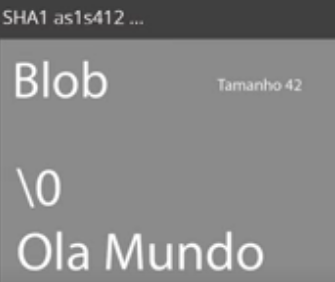 SHA1 as1s412 ...
Blob
Tamanho 42
\0
Ola Mundo